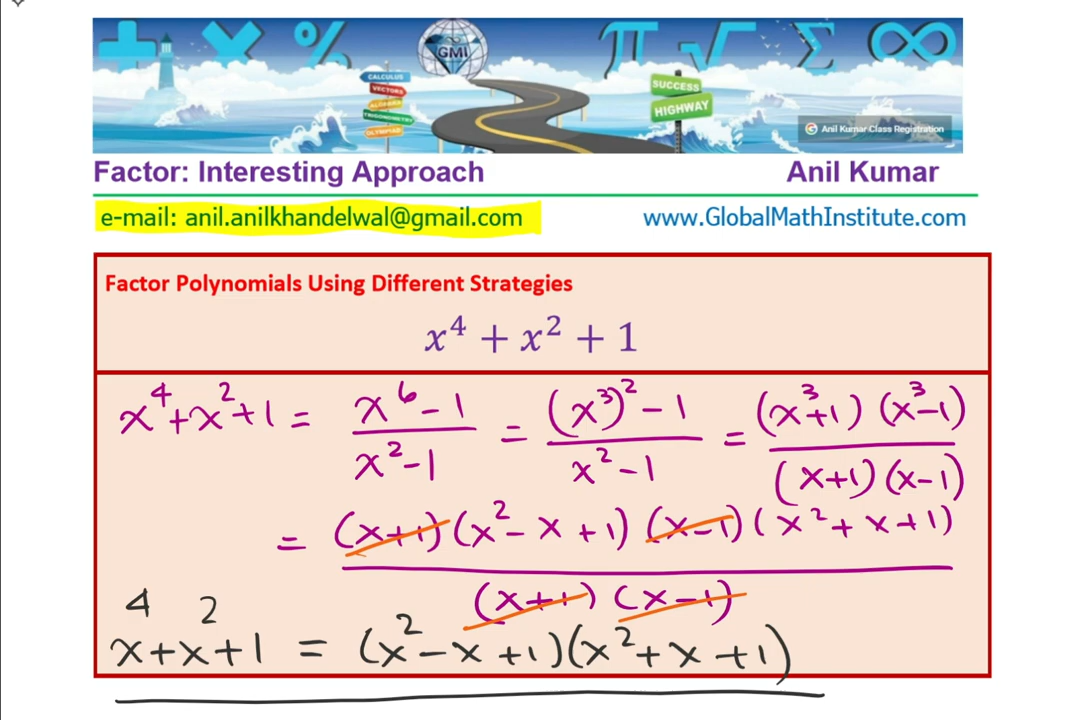 GMI
CALCULUS
VECTORS
ALGEBRA
TRIGONOMETRY
OLYMPIAD
SUCCESS
HIGHWAY
Anil Kumar Class Registration
Factor: Interesting Approach Anil Kumar
e-mail: anil.anilkhandelwal@gmail.com www.GlobalMathInstitute.com
Factor Polynomials Using Different Strategies
x⁴ + x² + 1
x⁴+x²+1 = (x⁶-1)/(x²-1) = ((x³)²-1)/(x²-1) = ((x³+1)(x³-1))/((x+1)(x-1))
= ((x+1)(x²-x+1)(x-1)(x²+x+1))/((x+1)(x-1))
x⁴+x²+1 = (x²-x+1)(x²+x+1)